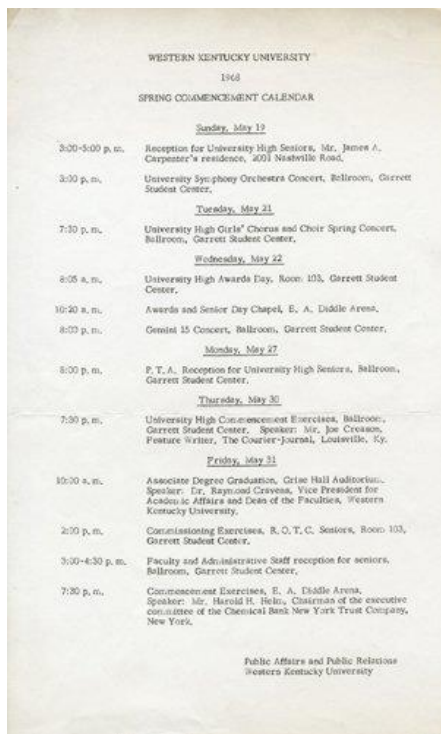 WESTERN KENTUCKY UNIVERSITY
1968
SPRING COMMENCEMENT CALENDAR
Sunday, May 19
3:00-5:00 p. m. Reception for University High Seniors, Mr. James A.
Carpenter's residence, 2001 Nashville Road.
3:00 p. m. University Symphony Orchestra Concert, Ballroom, Garrett
Student Center.
Tuesday, May 21
7:30 p. m. University High Girls' Chorus and Choir Spring Concert,
Ballroom, Garrett Student Center.
Wednesday, May 22
8:05 a. m. University High Awards Day, Room 103, Garrett Student
Center.
10:20 a. m. Awards and Senior Day Chapel, E. A. Diddle Arena.
8:00 p. m. Gemini 15 Concert, Ballroom, Garrett Student Center.
Monday, May 27
8:00 p. m. P. T. A. Reception for University High Seniors, Ballroom,
Garrett Student Center.
Thursday, May 30
7:30 p. m. University High Commencement Exercises, Ballroom,
Garrett Student Center. Speaker: Mr. Joe Creason,
Feature Writer, The Courier-Journal, Louisville, Ky.
Friday, May 31
10:00 a. m. Associate Degree Graduation, Grise Hall Auditorium.
Speaker: Dr. Raymond Cravens, Vice President for
Academic Affairs and Dean of the Faculties, Western
Kentucky University.
2:00 p. m. Commissioning Exercises, R. O. T. C. Seniors, Room 103,
Garrett Student Center.
3:00-4:30 p. m. Faculty and Administrative Staff reception for seniors,
Ballroom, Garrett Student Center.
7:30 p. m. Commencement Exercises, E. A. Diddle Arena.
Speaker: Mr. Harold H. Helm, Chairman of the executive
committee of the Chemical Bank New York Trust Company,
New York.
Public Affairs and Public Relations
Western Kentucky University